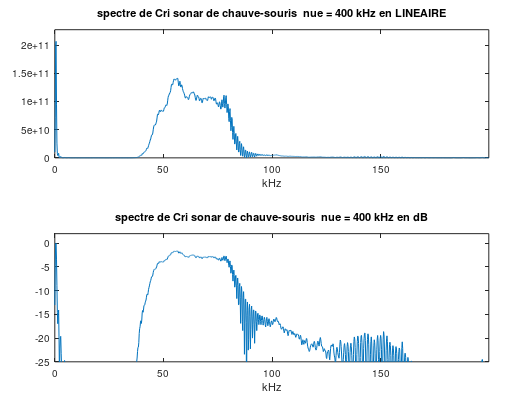 spectre de Cri sonar de chauve-souris nue = 400 kHz en LINEAIRE
2e+11
1.5e+11
1e+11
5e+10
0
0 50 100 150
kHz
spectre de Cri sonar de chauve-souris nue = 400 kHz en dB
0
-5
-10
-15
-20
-25
0 50 100 150
kHz